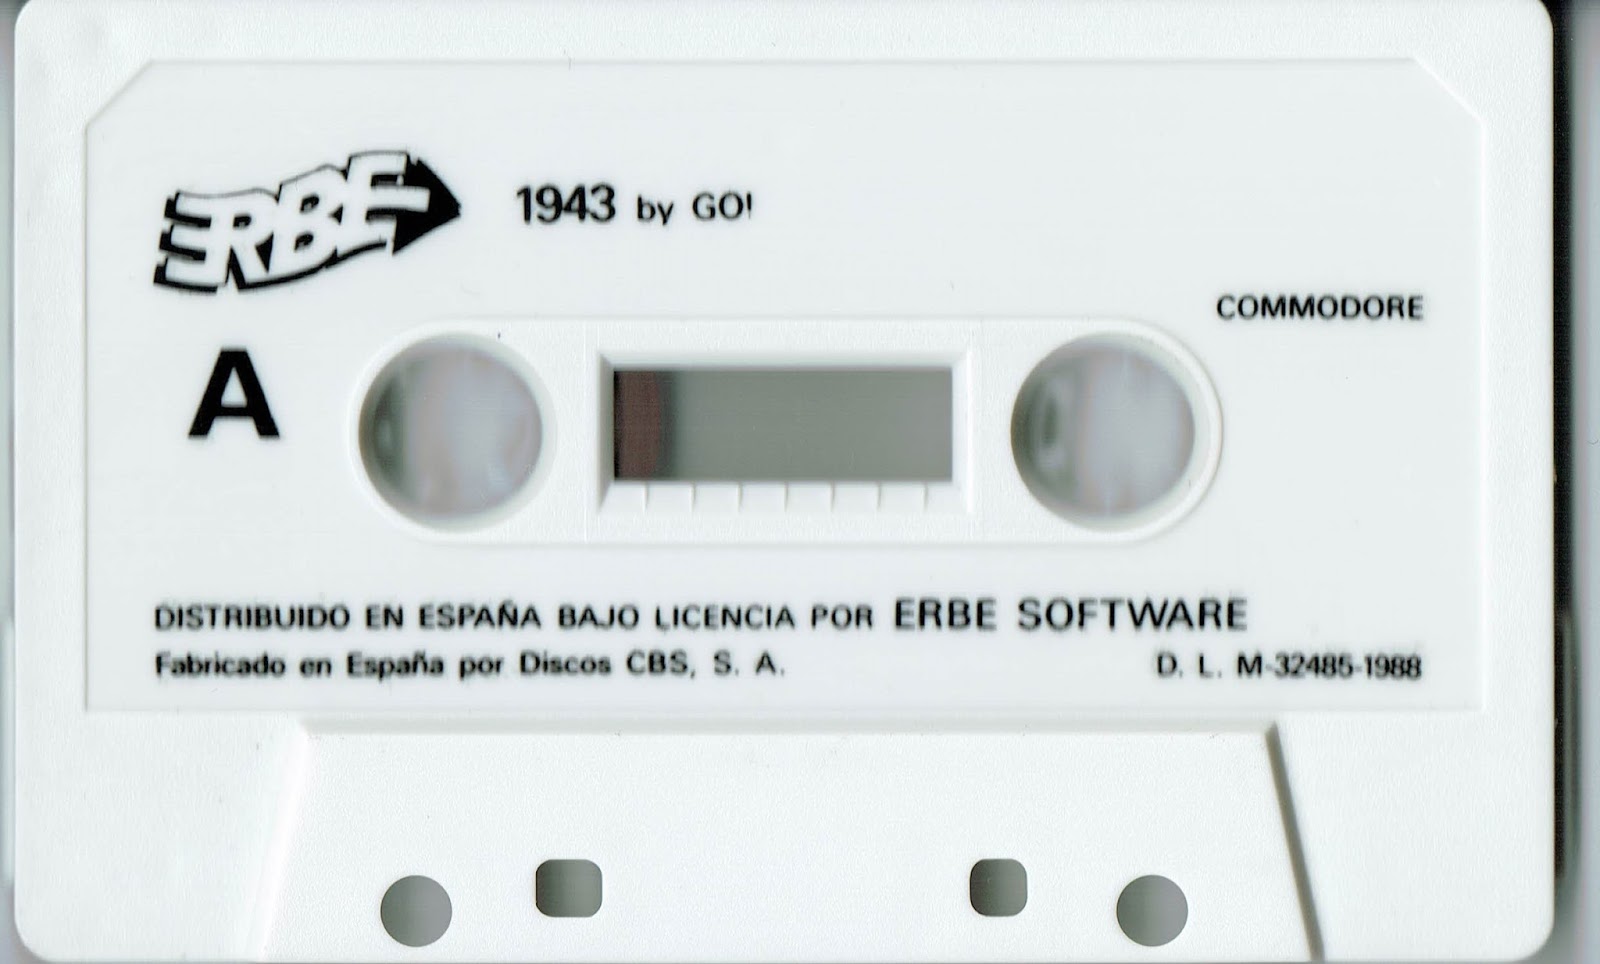 ERBE
1943 by GO!
COMMODORE
A
DISTRIBUIDO EN ESPAÑA BAJO LICENCIA POR ERBE SOFTWARE
Fabricado en España por Discos CBS, S. A.
D. L. M-32485-1988